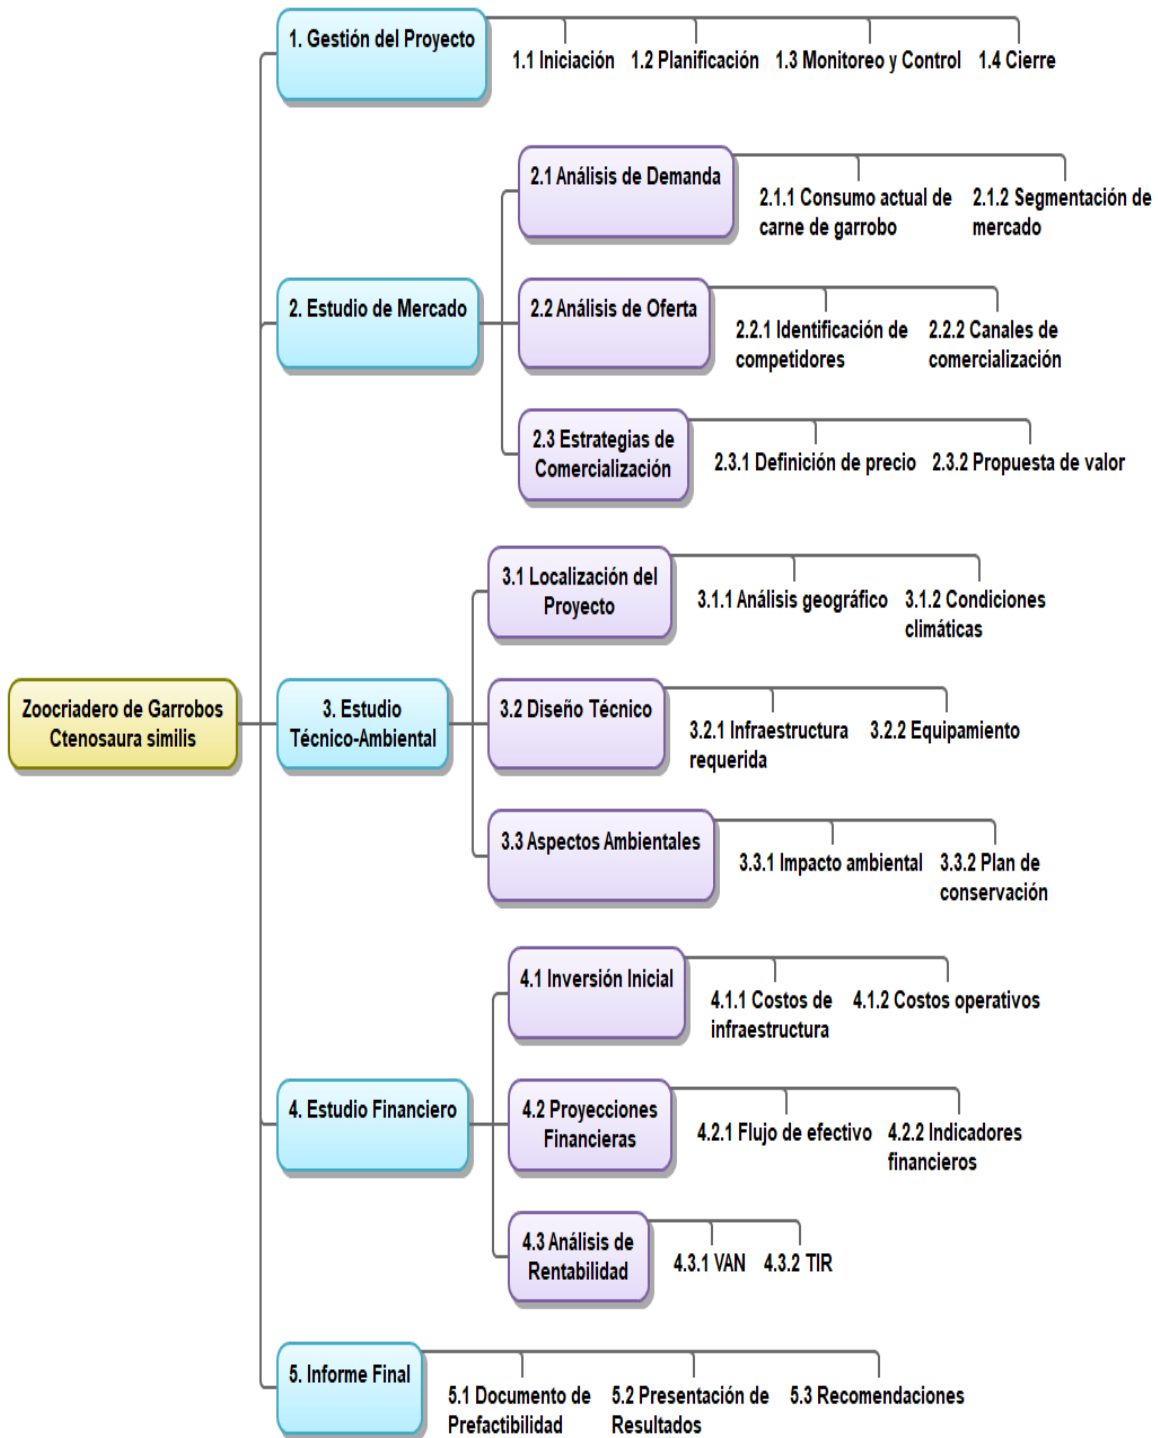 1. Gestión del Proyecto
1.1 Iniciación
1.2 Planificación
1.3 Monitoreo y Control
1.4 Cierre
2.1 Análisis de Demanda
2.1.1 Consumo actual de
carne de garrobo
2.1.2 Segmentación de
mercado
2. Estudio de Mercado
2.2 Análisis de Oferta
2.2.1 Identificación de
competidores
2.2.2 Canales de
comercialización
2.3 Estrategias de
Comercialización
2.3.1 Definición de precio
2.3.2 Propuesta de valor
3.1 Localización del
Proyecto
3.1.1 Análisis geográfico
3.1.2 Condiciones
climáticas
Zoocriadero de Garrobos
Ctenosaura similis
3. Estudio
Técnico-Ambiental
3.2 Diseño Técnico
3.2.1 Infraestructura
requerida
3.2.2 Equipamiento
3.3 Aspectos Ambientales
3.3.1 Impacto ambiental
3.3.2 Plan de
conservación
4.1 Inversión Inicial
4.1.1 Costos de
infraestructura
4.1.2 Costos operativos
4. Estudio Financiero
4.2 Proyecciones
Financieras
4.2.1 Flujo de efectivo
4.2.2 Indicadores
financieros
4.3 Análisis de
Rentabilidad
4.3.1 VAN
4.3.2 TIR
5. Informe Final
5.1 Documento de
Prefactibilidad
5.2 Presentación de
Resultados
5.3 Recomendaciones